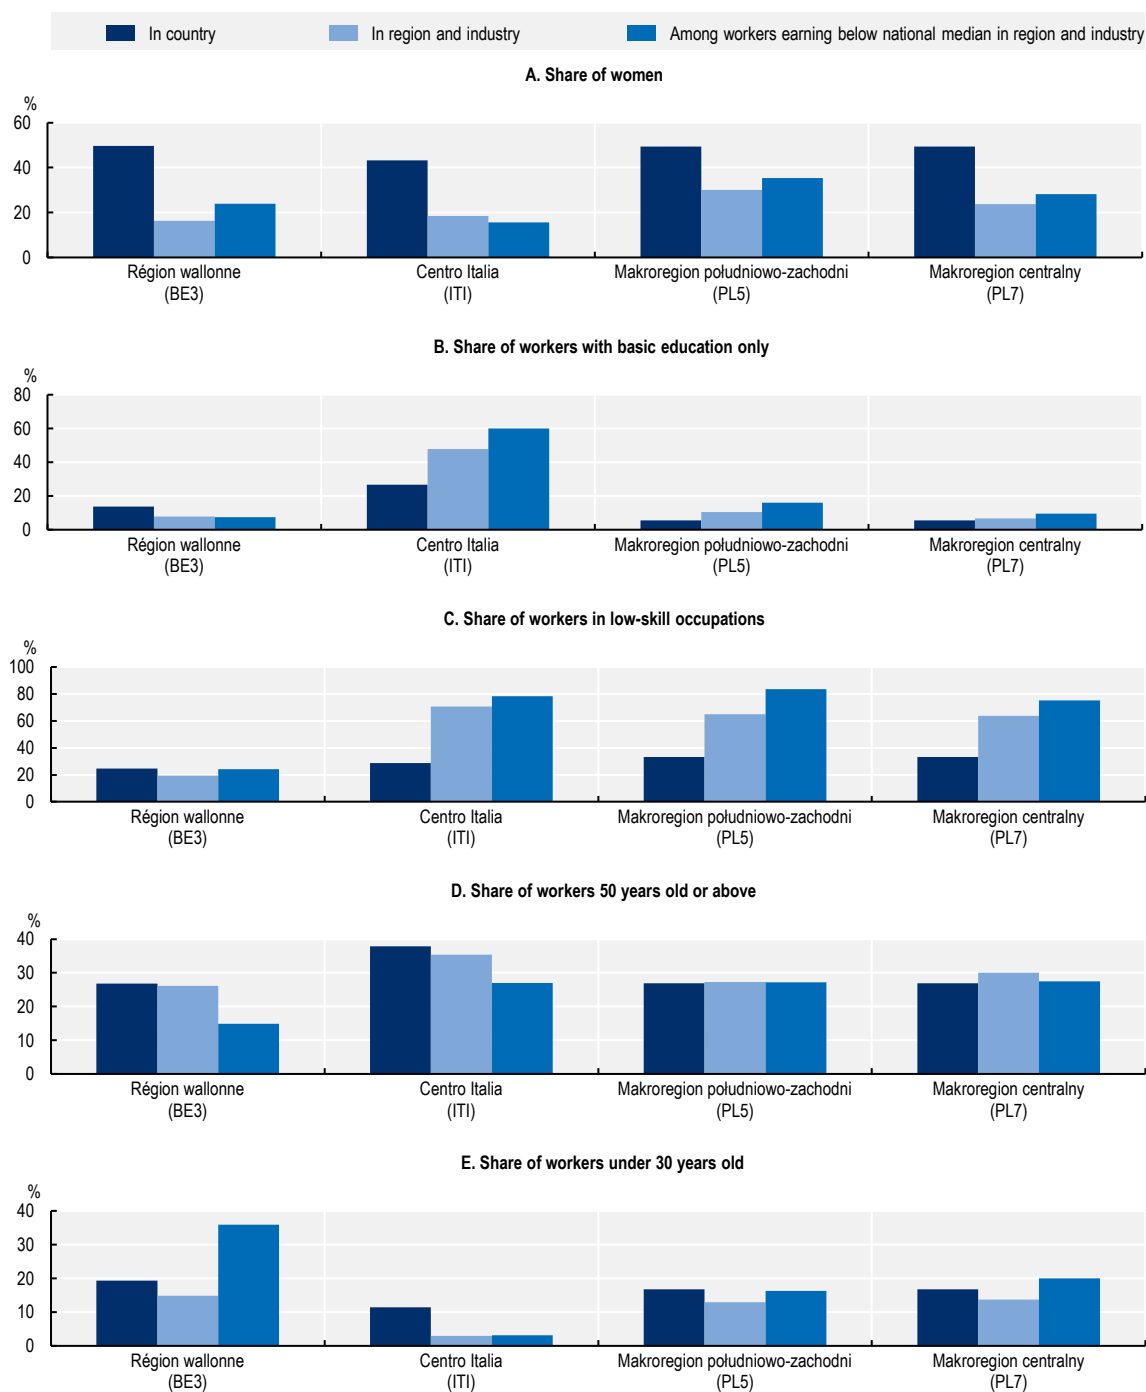 In country
In region and industry
Among workers earning below national median in region and industry
A. Share of women
%
60
40
20
0
Région wallonne
(BE3)
Centro Italia
(ITI)
Makroregion południowo-zachodni
(PL5)
Makroregion centralny
(PL7)
B. Share of workers with basic education only
%
80
60
40
20
0
Région wallonne
(BE3)
Centro Italia
(ITI)
Makroregion południowo-zachodni
(PL5)
Makroregion centralny
(PL7)
C. Share of workers in low-skill occupations
%
100
80
60
40
20
0
Région wallonne
(BE3)
Centro Italia
(ITI)
Makroregion południowo-zachodni
(PL5)
Makroregion centralny
(PL7)
D. Share of workers 50 years old or above
%
40
30
20
10
0
Région wallonne
(BE3)
Centro Italia
(ITI)
Makroregion południowo-zachodni
(PL5)
Makroregion centralny
(PL7)
E. Share of workers under 30 years old
%
40
30
20
10
0
Région wallonne
(BE3)
Centro Italia
(ITI)
Makroregion południowo-zachodni
(PL5)
Makroregion centralny
(PL7)